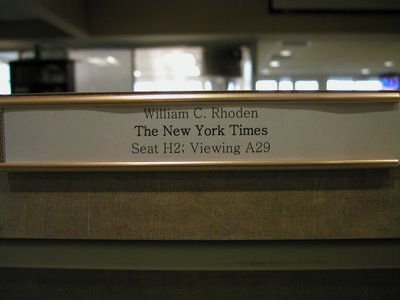 William C. Rhoden
The New York Times
Seat H2; Viewing A29